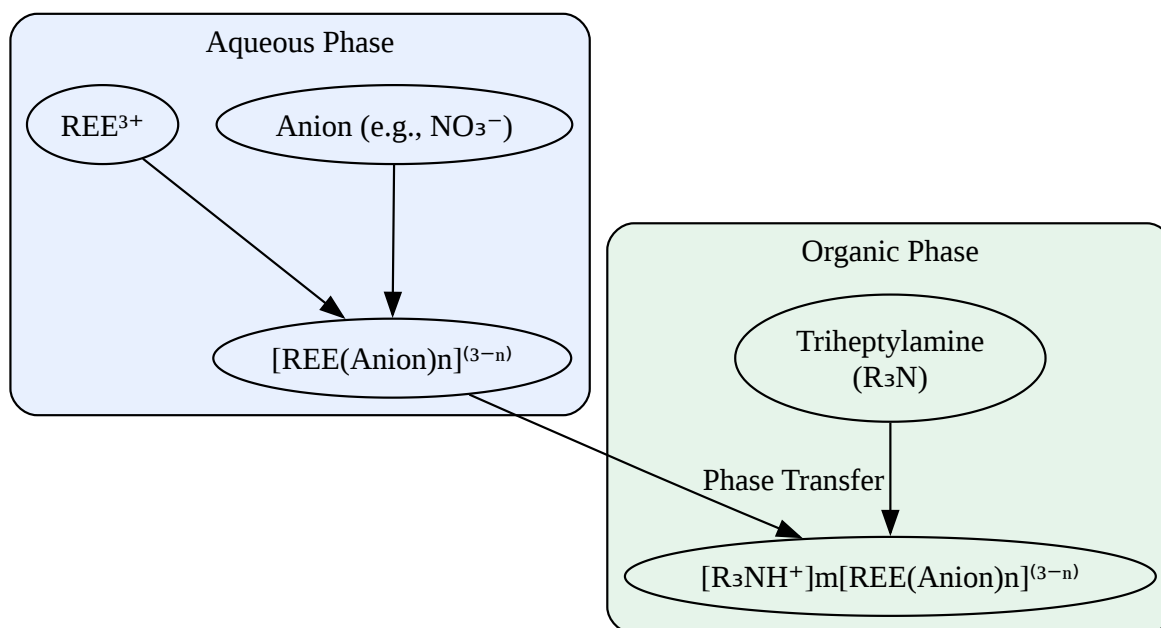 Aqueous Phase
REE³⁺
Anion (e.g., NO₃⁻)
[REE(Anion)n]⁽³⁻ⁿ⁾
Organic Phase
Triheptylamine
(R₃N)
Phase Transfer
[R₃NH⁺]m[REE(Anion)n]⁽³⁻ⁿ⁾